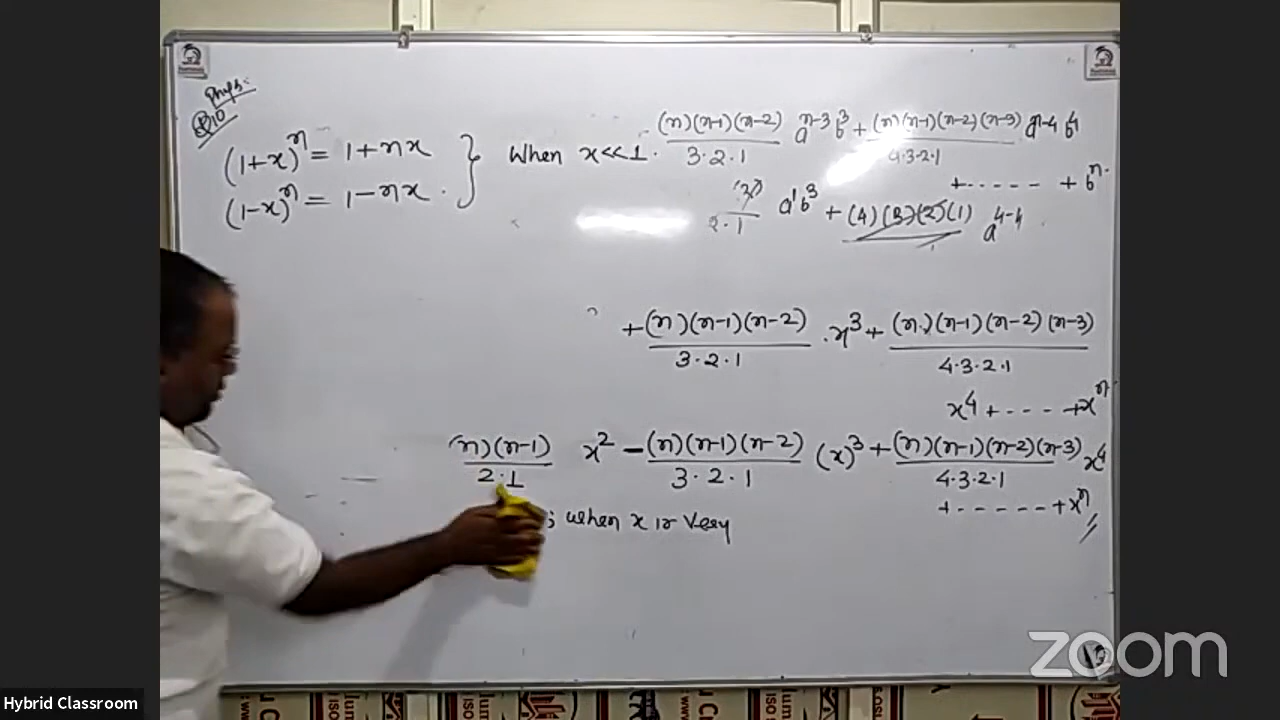 Phys:-
P10
(1+x)^n = 1+nx } When x<<1.
(1-x)^n = 1-nx .
(n)(n-1)(n-2)/3·2·1 a^n-3 b^3 + (n)(n-1)(n-2)(n-3)/4·3·2·1 a^n-4 b^4
+ - - - - - + b^n.
2·1 a^1 b^3 + (4)(3)(2)(1) a^4-4
+ (n)(n-1)(n-2)/3·2·1 .x^3 + (n)(n-1)(n-2)(n-3)/4·3·2·1
x^4 + - - - - + x^n
(n)(n-1)/2·1 x^2 - (n)(n-1)(n-2)/3·2·1 (x)^3 + (n)(n-1)(n-2)(n-3)/4·3·2·1 x^4
+ - - - - - + x^n
; when x is Very
zoom
Hybrid Classroom